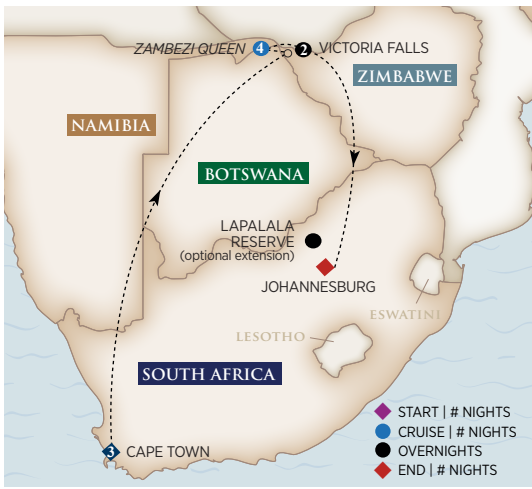 ZAMBEZI QUEEN
4
2
VICTORIA FALLS
ZIMBABWE
NAMIBIA
BOTSWANA
LAPALALA
RESERVE
(optional extension)
JOHANNESBURG
ESWATINI
LESOTHO
SOUTH AFRICA
3
CAPE TOWN
START | # NIGHTS
CRUISE | # NIGHTS
OVERNIGHTS
END | # NIGHTS